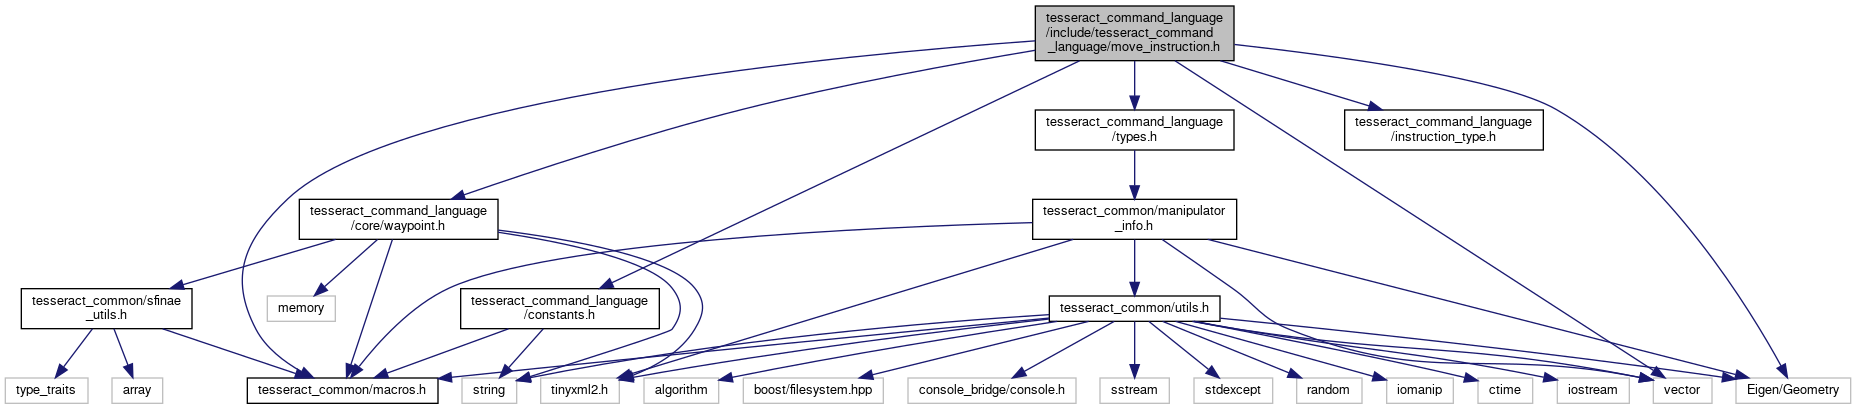 tesseract_command_language
/include/tesseract_command
_language/move_instruction.h
tesseract_command_language
/types.h
tesseract_command_language
/instruction_type.h
tesseract_command_language
/core/waypoint.h
tesseract_common/manipulator
_info.h
tesseract_common/sfinae
_utils.h
memory
tesseract_command_language
/constants.h
tesseract_common/utils.h
type_traits
array
tesseract_common/macros.h
string
tinyxml2.h
algorithm
boost/filesystem.hpp
console_bridge/console.h
sstream
stdexcept
random
iomanip
ctime
iostream
vector
Eigen/Geometry